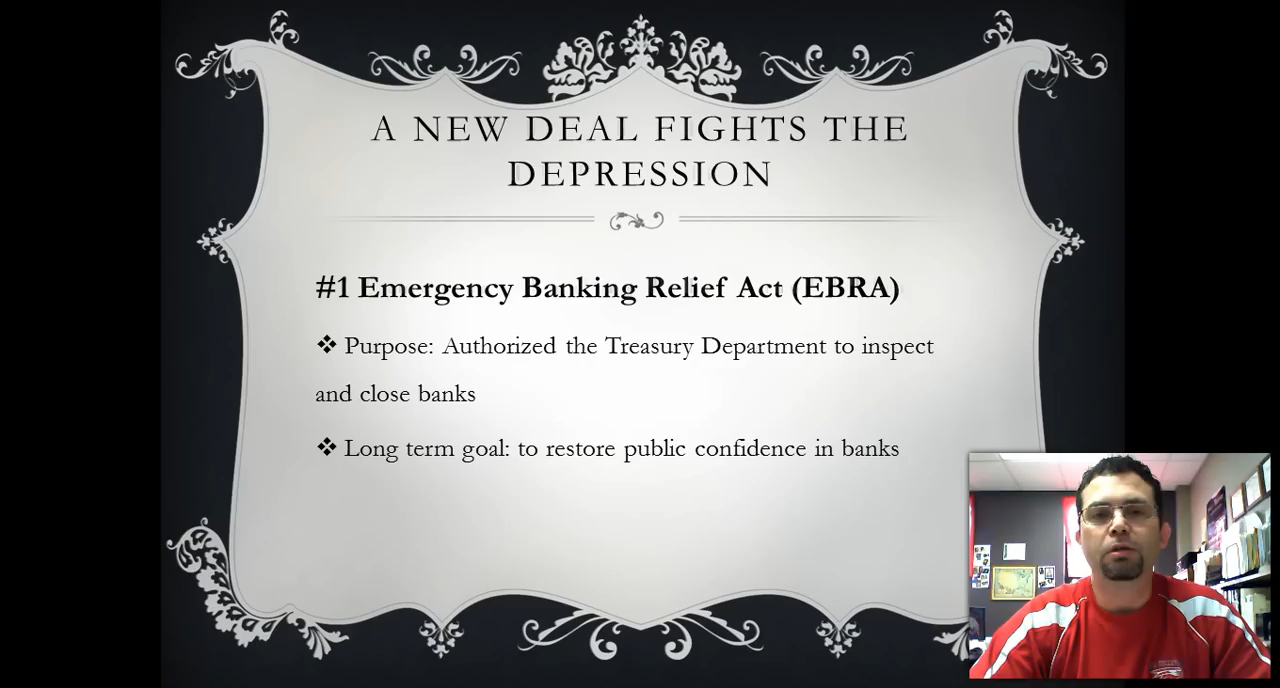 A NEW DEAL FIGHTS THE
DEPRESSION
#1 Emergency Banking Relief Act (EBRA)
❖ Purpose: Authorized the Treasury Department to inspect
and close banks
❖ Long term goal: to restore public confidence in banks